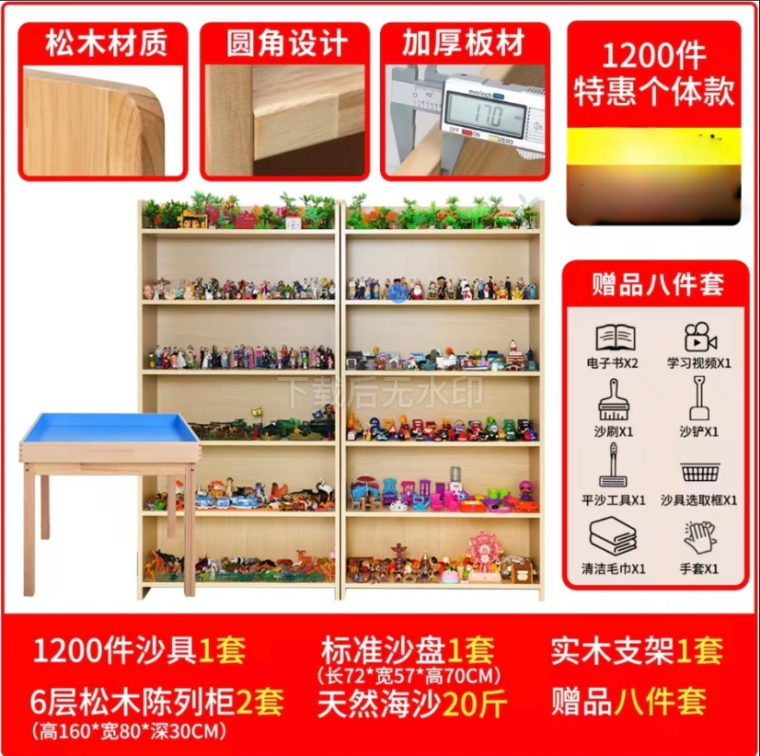 松木材质
圆角设计
加厚板材
1200件
特惠个体款
mm/inch
170
OFF
ON
ZERO
赠品八件套
电子书X2
学习视频X1
沙刷X1
沙铲X1
平沙工具X1
沙具选取框X1
清洁毛巾X1
手套X1
下载后无水印
1200件沙具1套
标准沙盘1套
实木支架1套
(长72*宽57*高70CM)
6层松木陈列柜2套
天然海沙20斤
赠品八件套
(高160*宽80*深30CM)